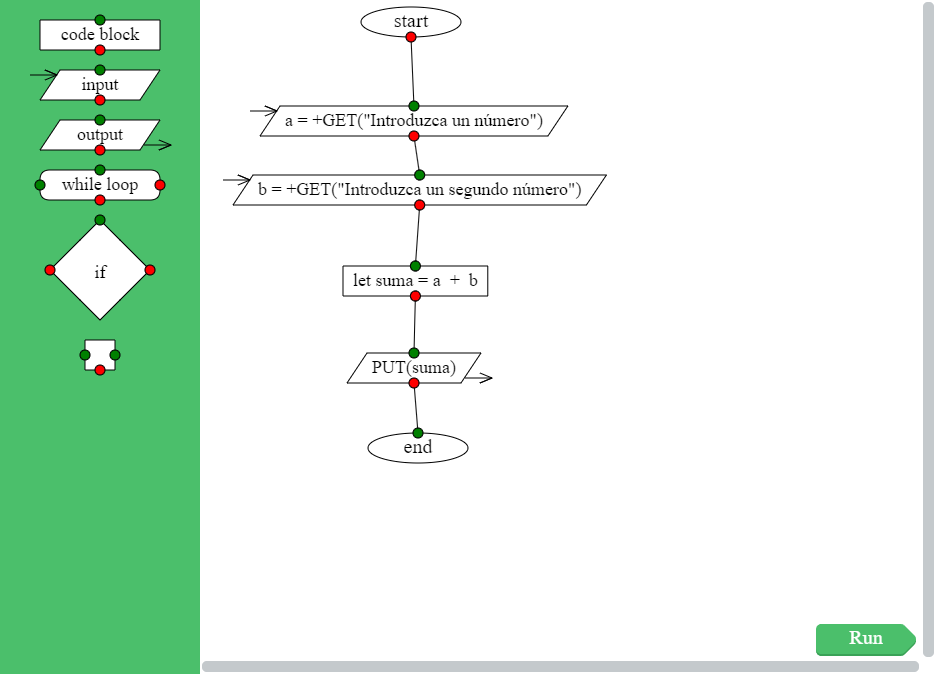 code block
input
output
while loop
if
start
a = +GET("Introduzca un número")
b = +GET("Introduzca un segundo número")
let suma = a  +  b
PUT(suma)
end
Run